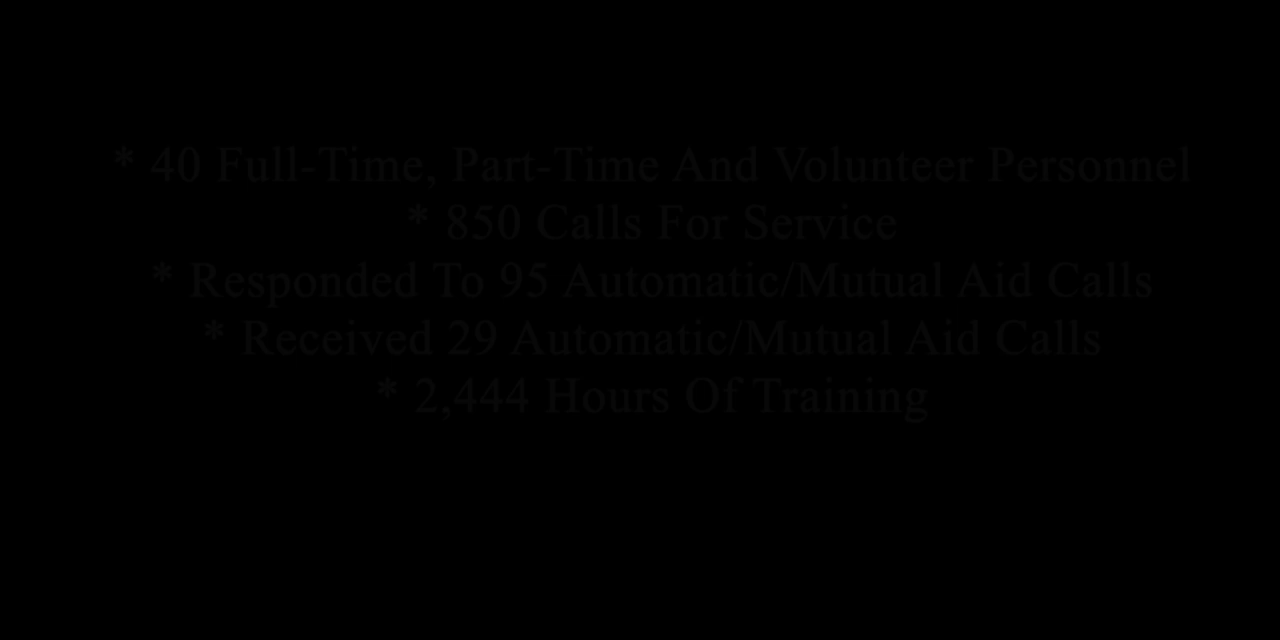 * 40 Full-Time, Part-Time And Volunteer Personnel
* 850 Calls For Service
* Responded To 95 Automatic/Mutual Aid Calls
* Received 29 Automatic/Mutual Aid Calls
* 2,444 Hours Of Training